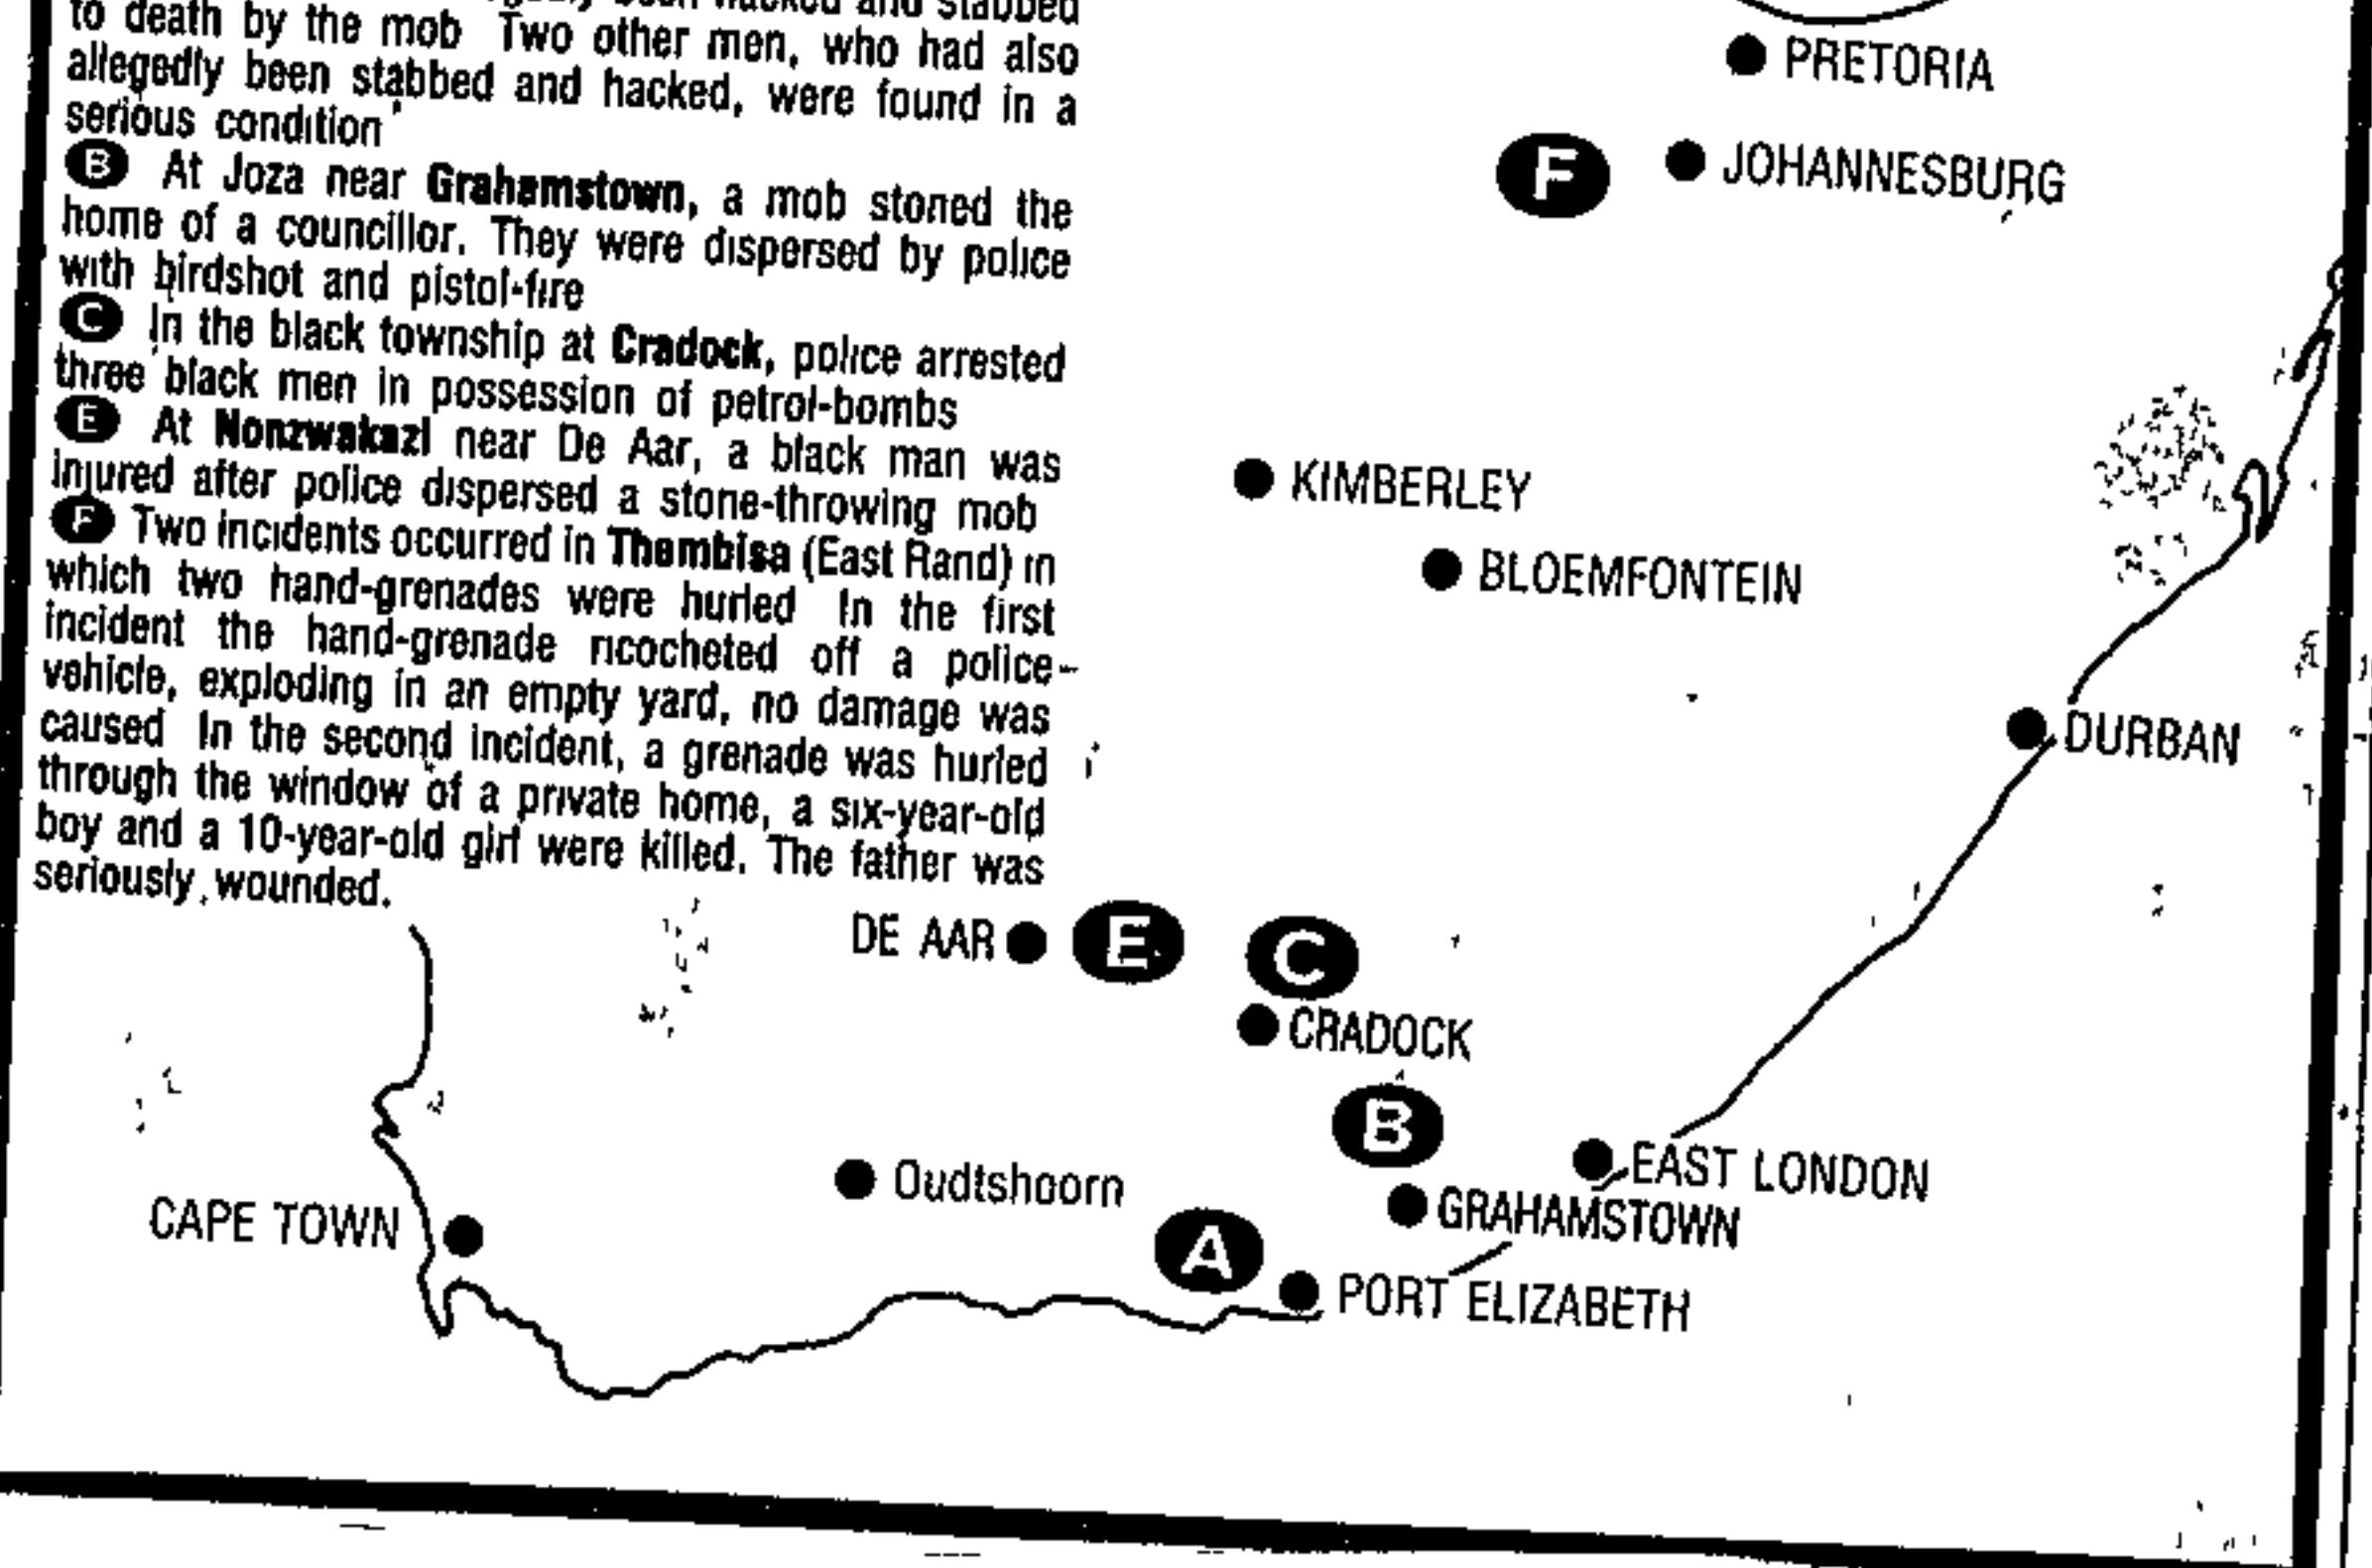 been hacked and stabbed
to death by the mob Two other men, who had also
allegedly been stabbed and hacked, were found in a
serious condition
B At Joza near Grahamstown, a mob stoned the
home of a councillor. They were dispersed by police
with birdshot and pistol-fire
C In the black township at Cradock, police arrested
three black men in possession of petrol-bombs
E At Nonzwakazi near De Aar, a black man was
injured after police dispersed a stone-throwing mob
F Two incidents occurred in Thembisa (East Rand) in
which two hand-grenades were hurled In the first
incident the hand-grenade ricocheted off a police-
vehicle, exploding in an empty yard, no damage was
caused In the second incident, a grenade was hurled
through the window of a private home, a six-year-old
boy and a 10-year-old girl were killed. The father was
seriously wounded.
PRETORIA
F JOHANNESBURG
KIMBERLEY
BLOEMFONTEIN
DURBAN
DE AAR E C
CRADOCK
B
EAST LONDON
Oudtshoorn
GRAHAMSTOWN
CAPE TOWN
A
PORT ELIZABETH